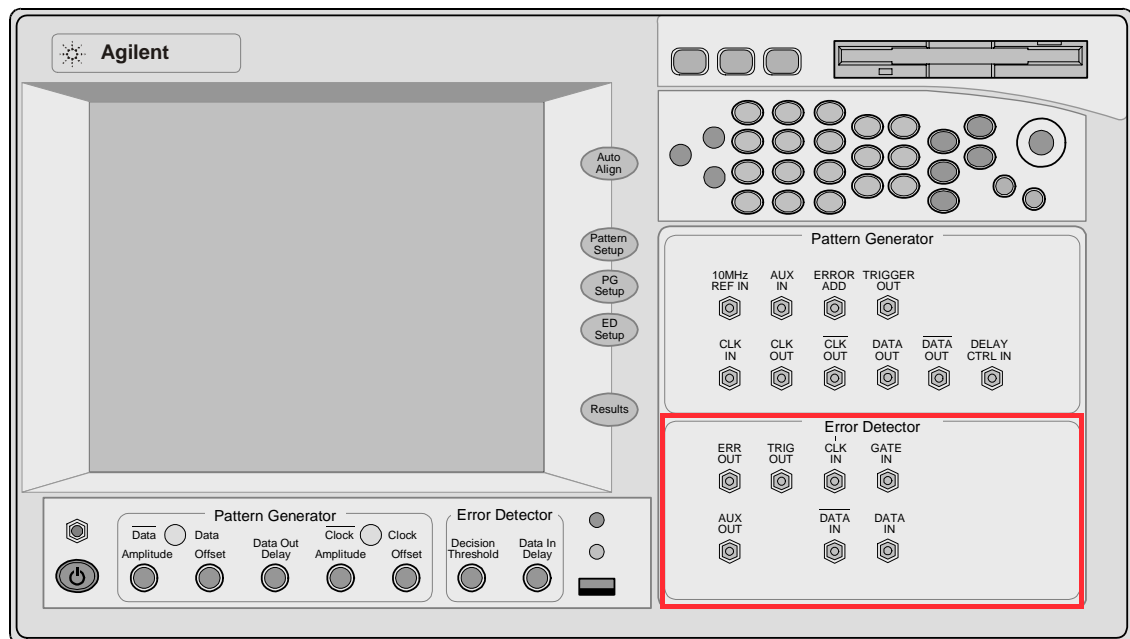 Agilent
Auto
Align
Pattern
Setup
PG
Setup
ED
Setup
Results
Pattern Generator
10MHz
REF IN
AUX
IN
ERROR
ADD
TRIGGER
OUT
CLK
IN
CLK
OUT
CLK
OUT
DATA
OUT
DATA
OUT
DELAY
CTRL IN
Error Detector
ERR
OUT
TRIG
OUT
CLK
IN
GATE
IN
AUX
OUT
DATA
IN
DATA
IN
Pattern Generator
Data
Data
Clock
Clock
Amplitude
Offset
Data Out
Delay
Amplitude
Offset
Error Detector
Decision
Threshold
Data In
Delay